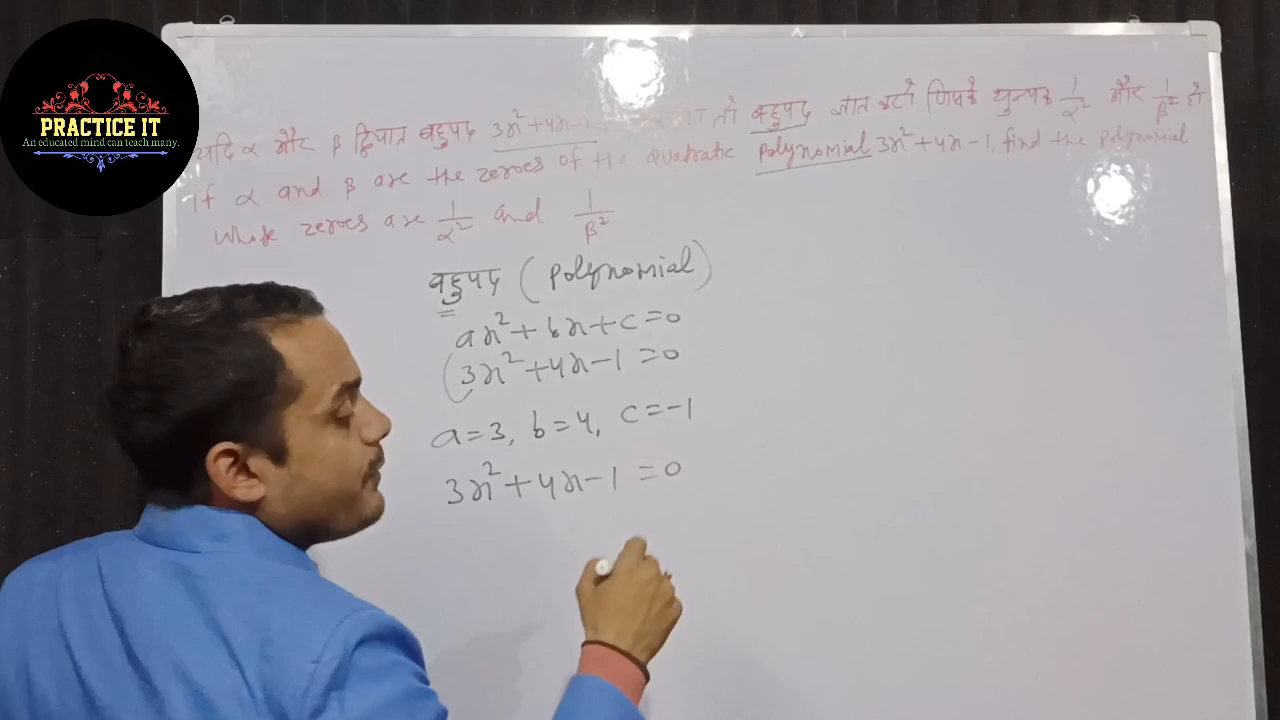 PRACTICE IT
An educated mind can teach many.
यदि α और β द्विघात बहुपद 3x²+4x-1 तो बहुपद ज्ञात करो जिसके शून्यक 1/α² और 1/β² हो
If α and β are the zeroes of the quadratic polynomial 3x²+4x-1, find the polynomial
whose zeroes are 1/α² and 1/β²
बहुपद (polynomial)
ax²+bx+c=0
(3x²+4x-1=0
a=3, b=4, c=-1
3x²+4x-1=0